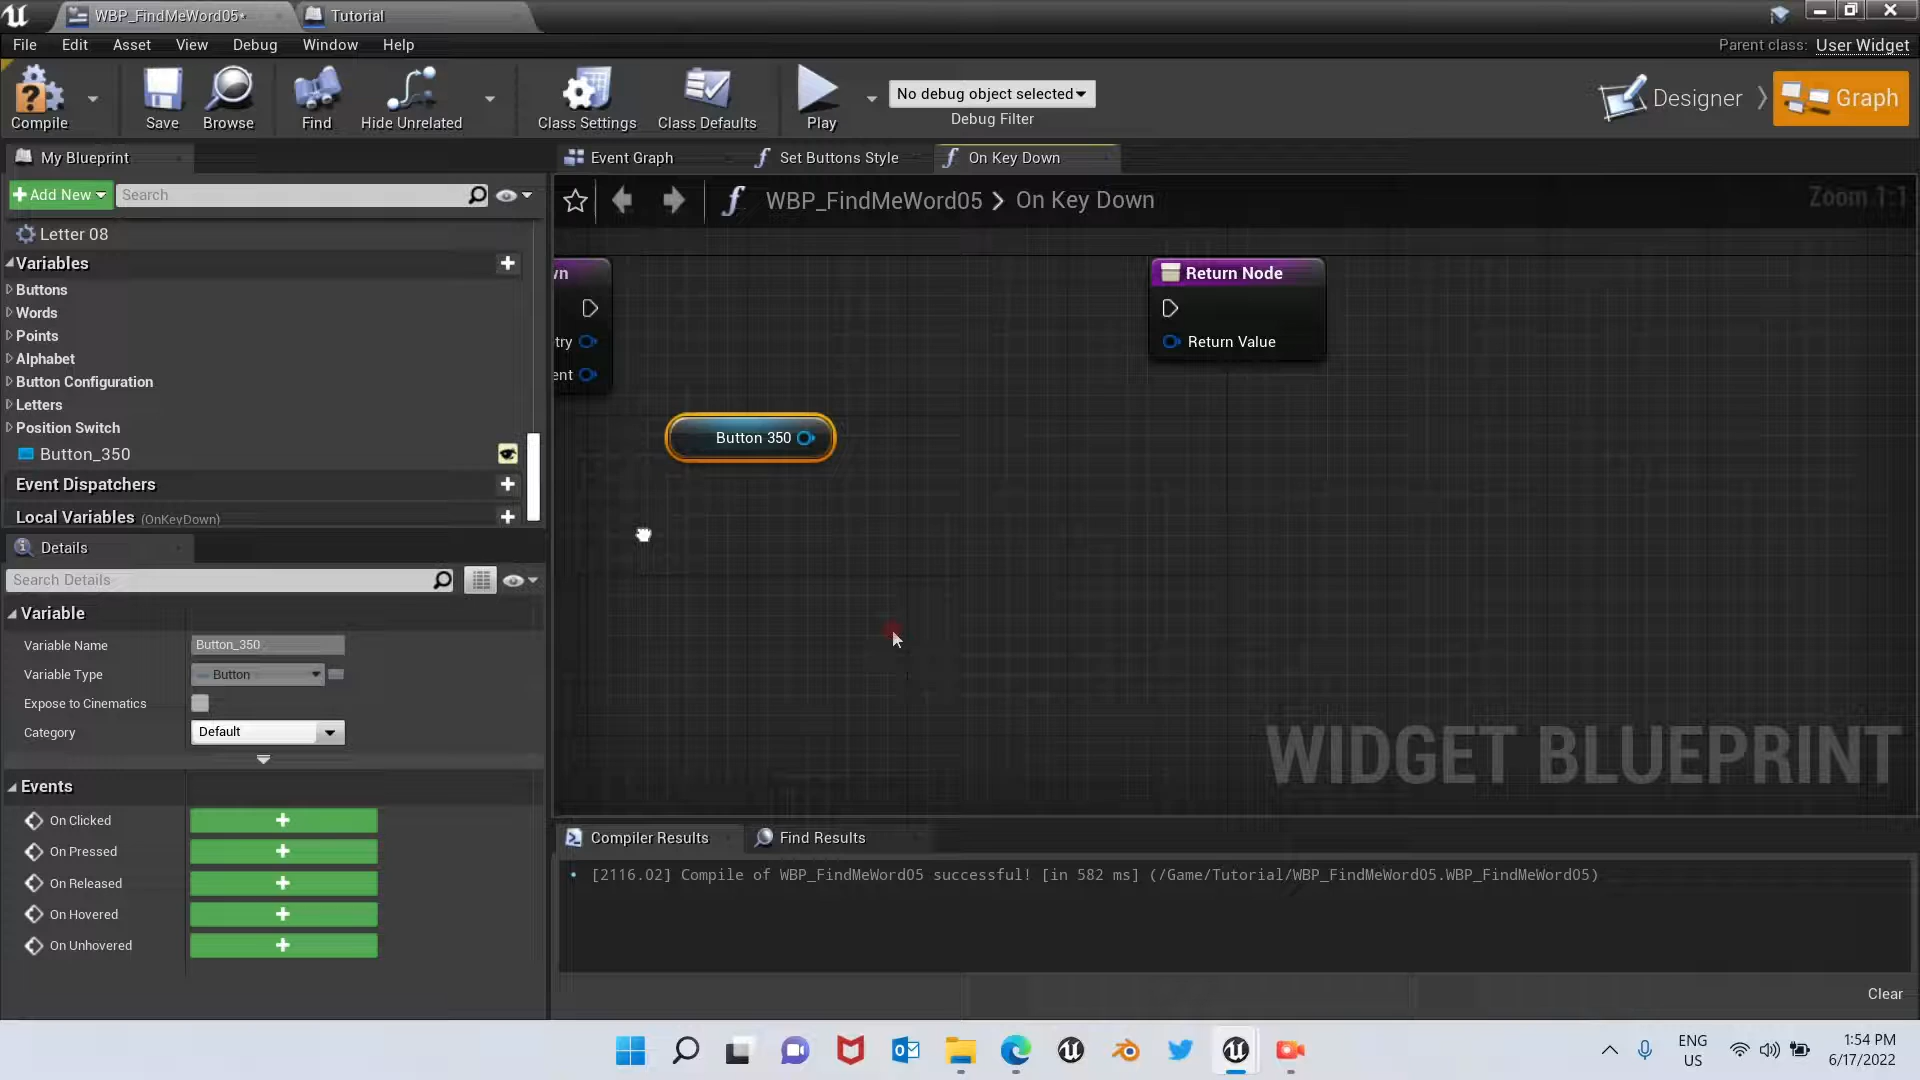 WBP_FindMeWord05*
Tutorial
File Edit Asset View Debug Window Help
Parent class: User Widget
Compile
Save
Browse
Find
Hide Unrelated
Class Settings
Class Defaults
Play
No debug object selected
Debug Filter
Designer
Graph
My Blueprint
Event Graph
Set Buttons Style
On Key Down
Add New
Search
WBP_FindMeWord05 > On Key Down
Zoom 1:1
Letter 08
Variables
Buttons
Words
Points
Alphabet
Button Configuration
Letters
Position Switch
Button_350
Event Dispatchers
Local Variables (OnKeyDown)
wn
try
ent
Return Node
Return Value
Button 350
WIDGET BLUEPRINT
Details
Search Details
Variable
Variable Name Button_350
Variable Type Button
Expose to Cinematics
Category Default
Events
On Clicked
On Pressed
On Released
On Hovered
On Unhovered
Compiler Results
Find Results
[2116.02] Compile of WBP_FindMeWord05 successful! [in 582 ms] (/Game/Tutorial/WBP_FindMeWord05.WBP_FindMeWord05)
Clear
ENG
US
1:54 PM
6/17/2022